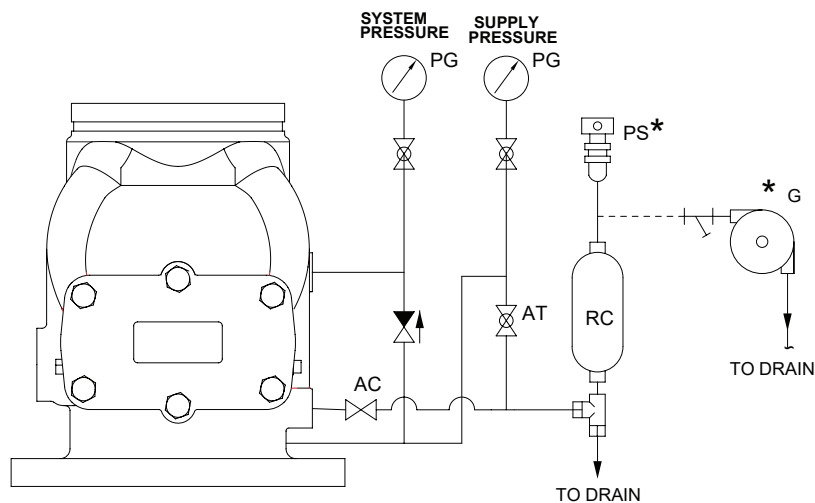 SYSTEM
PRESSURE
SUPPLY
PRESSURE
PG
PG
PS*
* G
AT
RC
TO DRAIN
AC
TO DRAIN